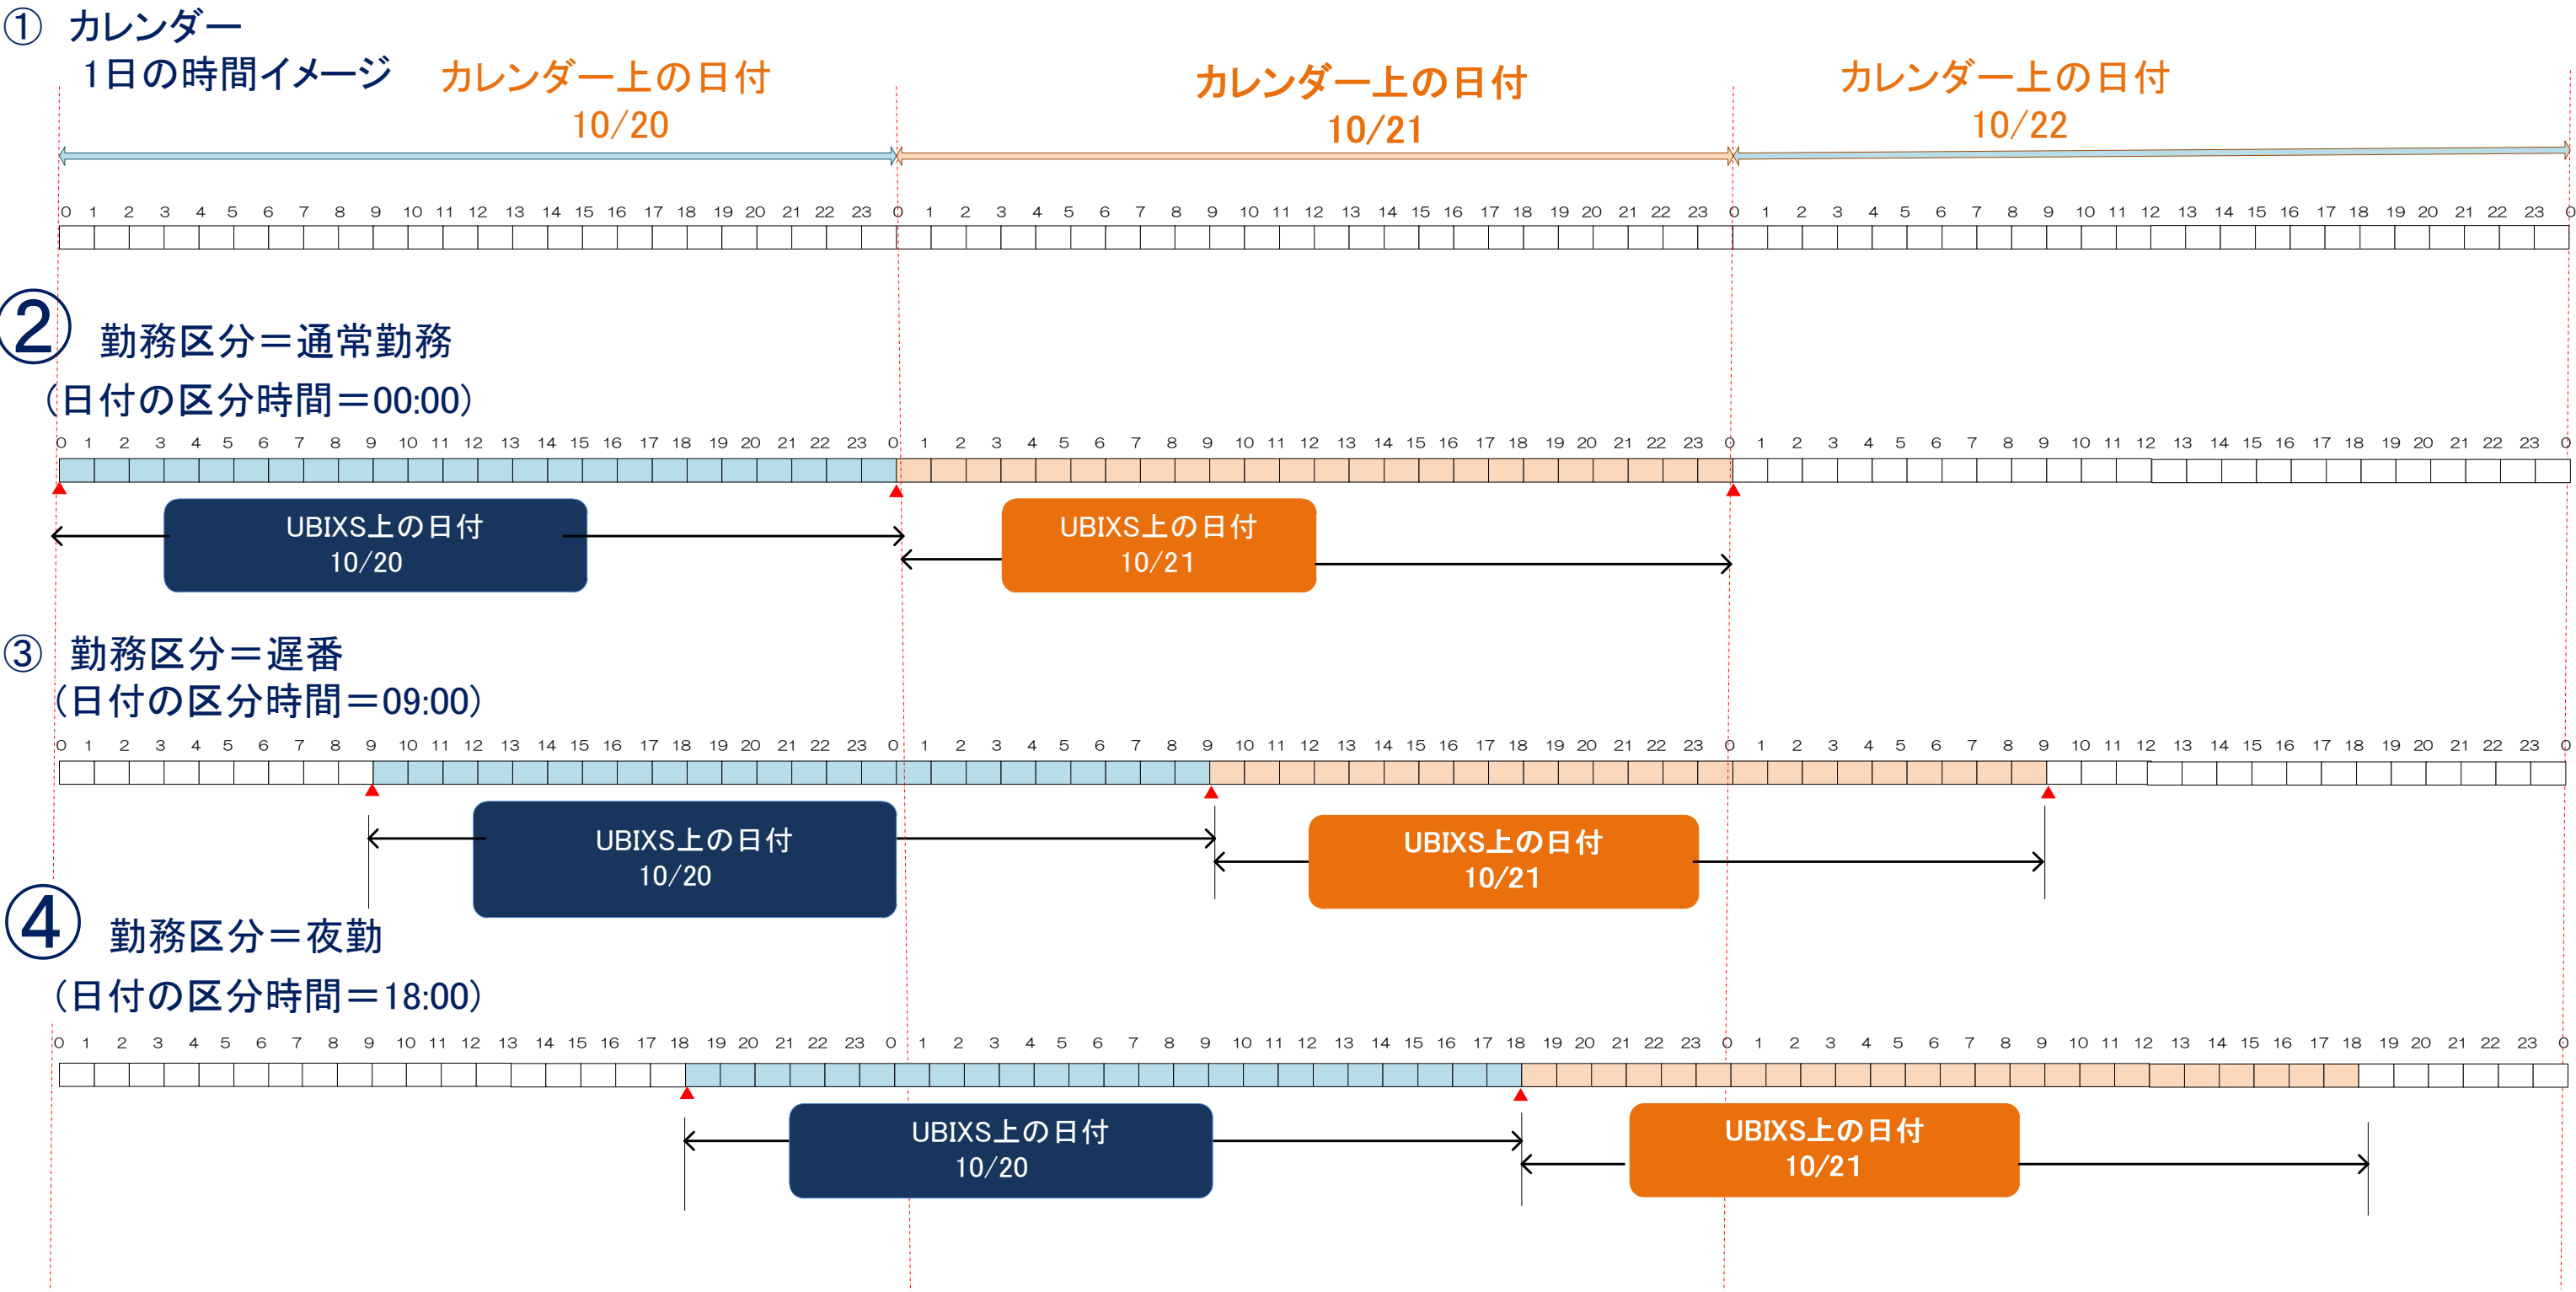 ① カレンダー
1日の時間イメージ
カレンダー上の日付
10/20
カレンダー上の日付
10/21
カレンダー上の日付
10/22
0 1 2 3 4 5 6 7 8 9 10 11 12 13 14 15 16 17 18 19 20 21 22 23 0 1 2 3 4 5 6 7 8 9 10 11 12 13 14 15 16 17 18 19 20 21 22 23 0 1 2 3 4 5 6 7 8 9 10 11 12 13 14 15 16 17 18 19 20 21 22 23 0
② 勤務区分＝通常勤務
（日付の区分時間＝00:00）
0 1 2 3 4 5 6 7 8 9 10 11 12 13 14 15 16 17 18 19 20 21 22 23 0 1 2 3 4 5 6 7 8 9 10 11 12 13 14 15 16 17 18 19 20 21 22 23 0 1 2 3 4 5 6 7 8 9 10 11 12 13 14 15 16 17 18 19 20 21 22 23 0
UBIXS上の日付
10/20
UBIXS上の日付
10/21
③ 勤務区分＝遅番
（日付の区分時間＝09:00）
0 1 2 3 4 5 6 7 8 9 10 11 12 13 14 15 16 17 18 19 20 21 22 23 0 1 2 3 4 5 6 7 8 9 10 11 12 13 14 15 16 17 18 19 20 21 22 23 0 1 2 3 4 5 6 7 8 9 10 11 12 13 14 15 16 17 18 19 20 21 22 23 0
UBIXS上の日付
10/20
UBIXS上の日付
10/21
④ 勤務区分＝夜勤
（日付の区分時間＝18:00）
0 1 2 3 4 5 6 7 8 9 10 11 12 13 14 15 16 17 18 19 20 21 22 23 0 1 2 3 4 5 6 7 8 9 10 11 12 13 14 15 16 17 18 19 20 21 22 23 0 1 2 3 4 5 6 7 8 9 10 11 12 13 14 15 16 17 18 19 20 21 22 23 0
UBIXS上の日付
10/20
UBIXS上の日付
10/21